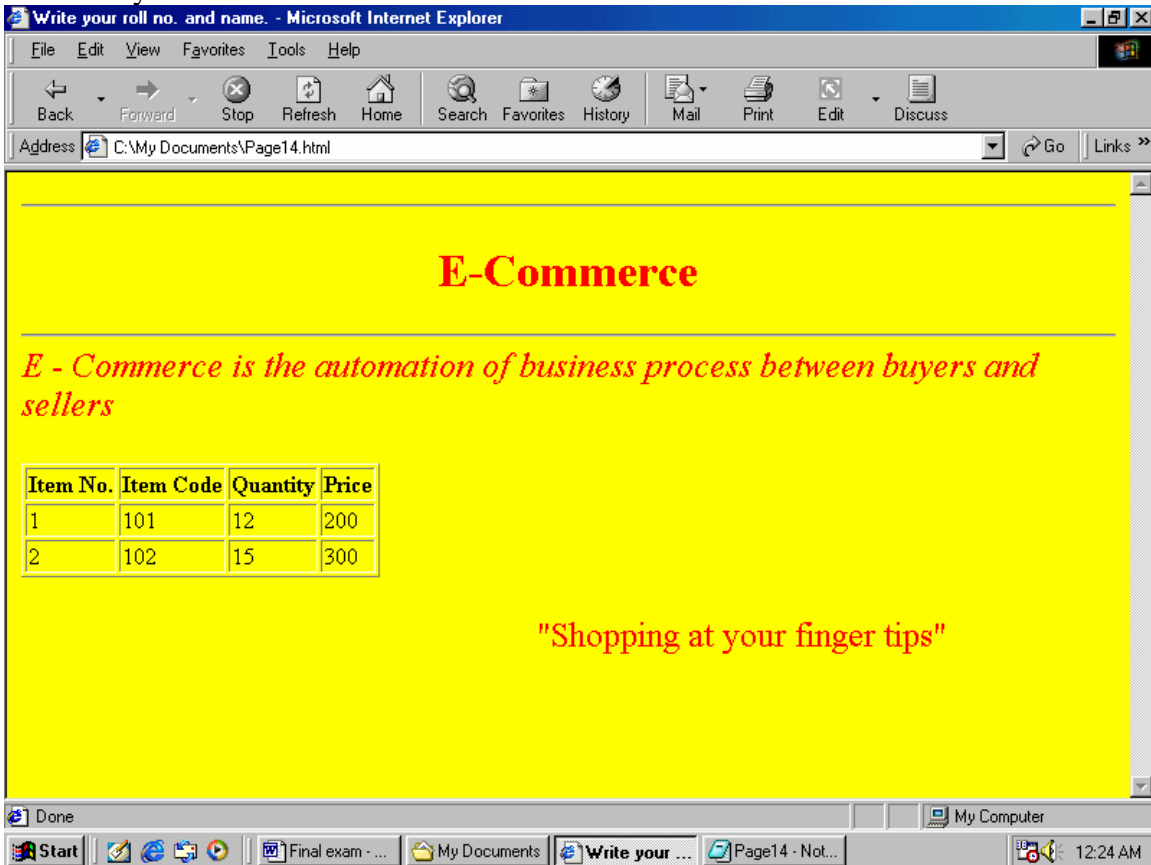 Write your roll no. and name. - Microsoft Internet Explorer
File Edit View Favorites Tools Help
Back Forward Stop Refresh Home Search Favorites History Mail Print Edit Discuss
Address C:\My Documents\Page14.html Go Links »
E-Commerce
E - Commerce is the automation of business process between buyers and
sellers
Item No. Item Code Quantity Price
1 101 12 200
2 102 15 300
"Shopping at your finger tips"
Done My Computer
Start Final exam - ... My Documents Write your ... Page14 - Not... 12:24 AM